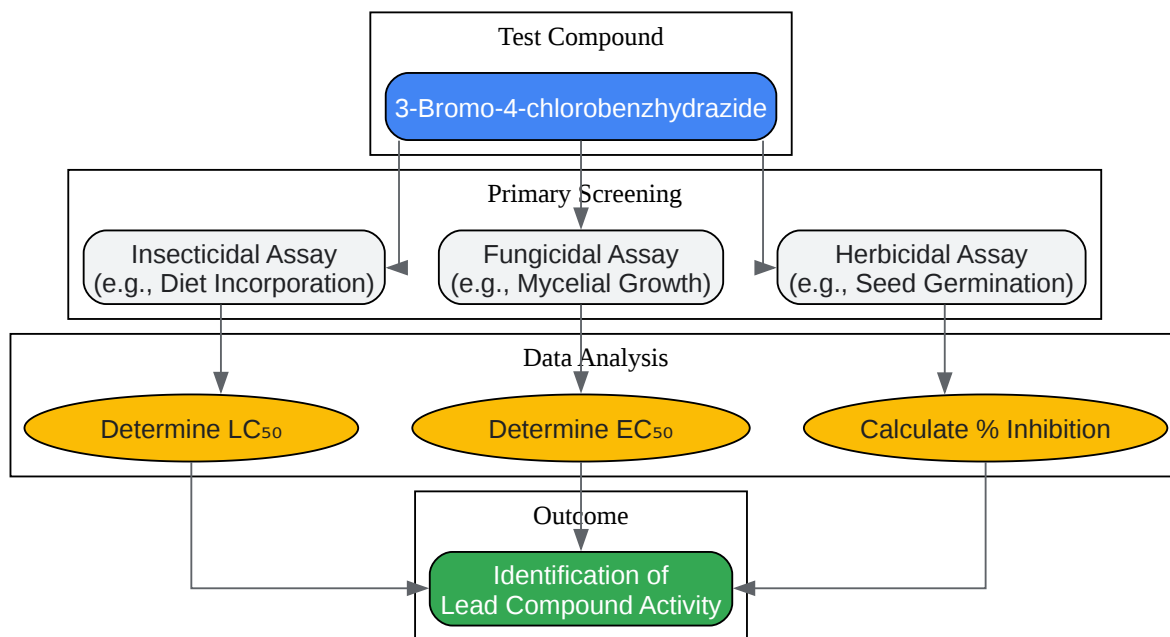 Test Compound
3-Bromo-4-chlorobenzhydrazide
Primary Screening
Insecticidal Assay
(e.g., Diet Incorporation)
Fungicidal Assay
(e.g., Mycelial Growth)
Herbicidal Assay
(e.g., Seed Germination)
Data Analysis
Determine LC₅₀
Determine EC₅₀
Calculate % Inhibition
Outcome
Identification of
Lead Compound Activity